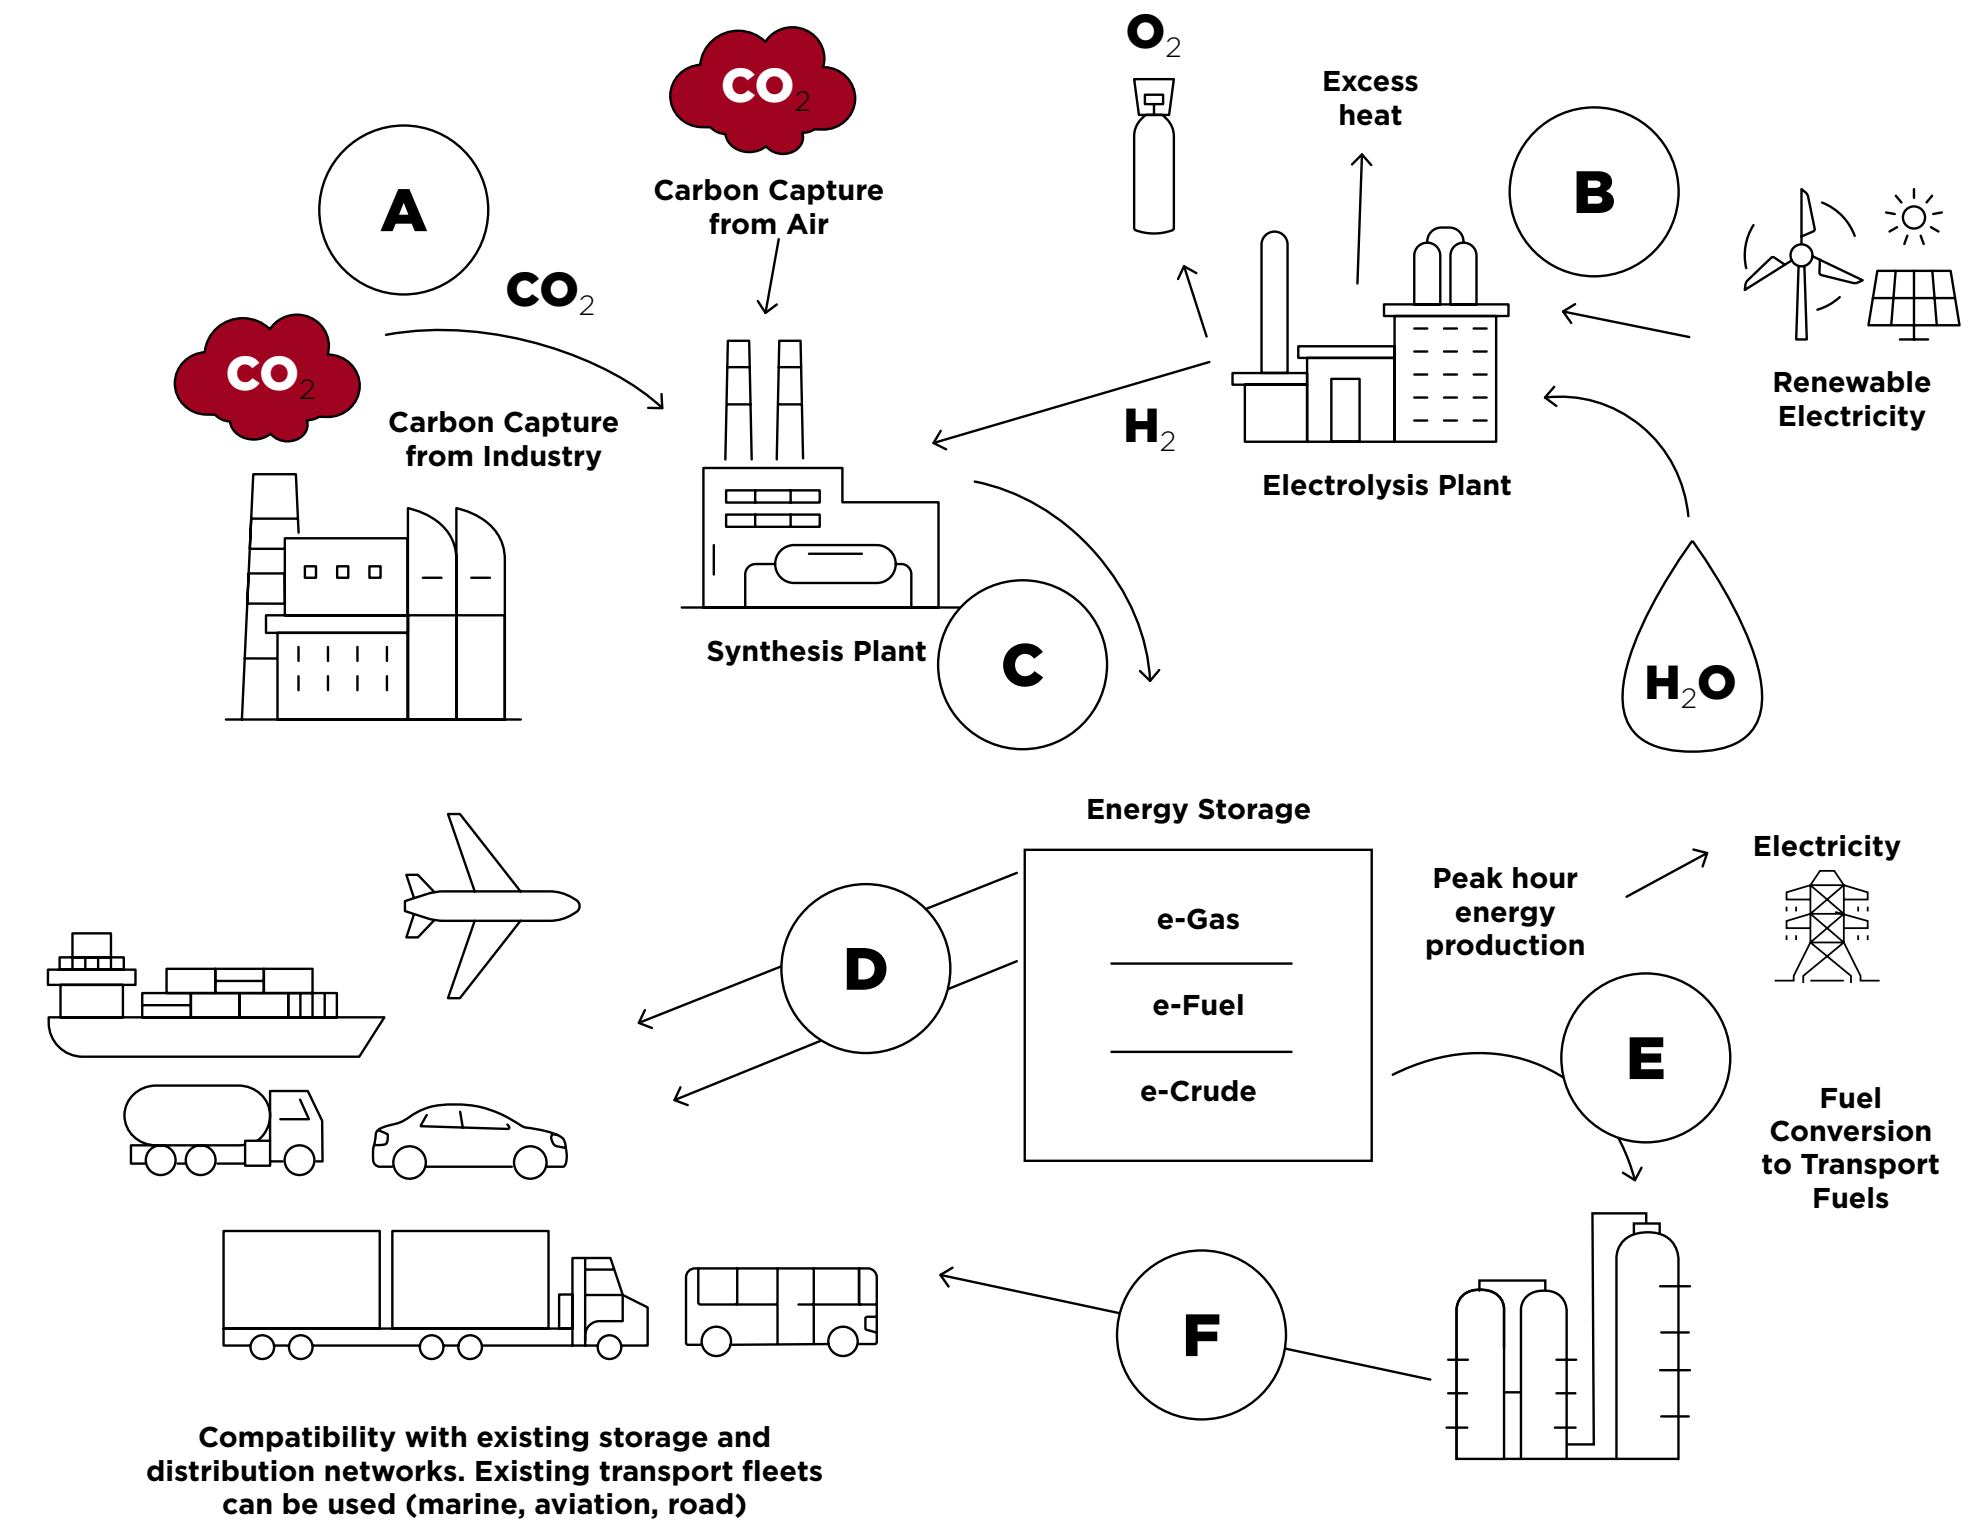 O₂
CO₂
Excess
heat
A
B
Carbon Capture
from Air
CO₂
CO₂
Renewable
Electricity
Carbon Capture
from Industry
H₂
Electrolysis Plant
Synthesis Plant
C
H₂O
Energy Storage
Electricity
Peak hour
energy
production
e-Gas
e-Fuel
e-Crude
D
E
Fuel
Conversion
to Transport
Fuels
F
Compatibility with existing storage and
distribution networks. Existing transport fleets
can be used (marine, aviation, road)